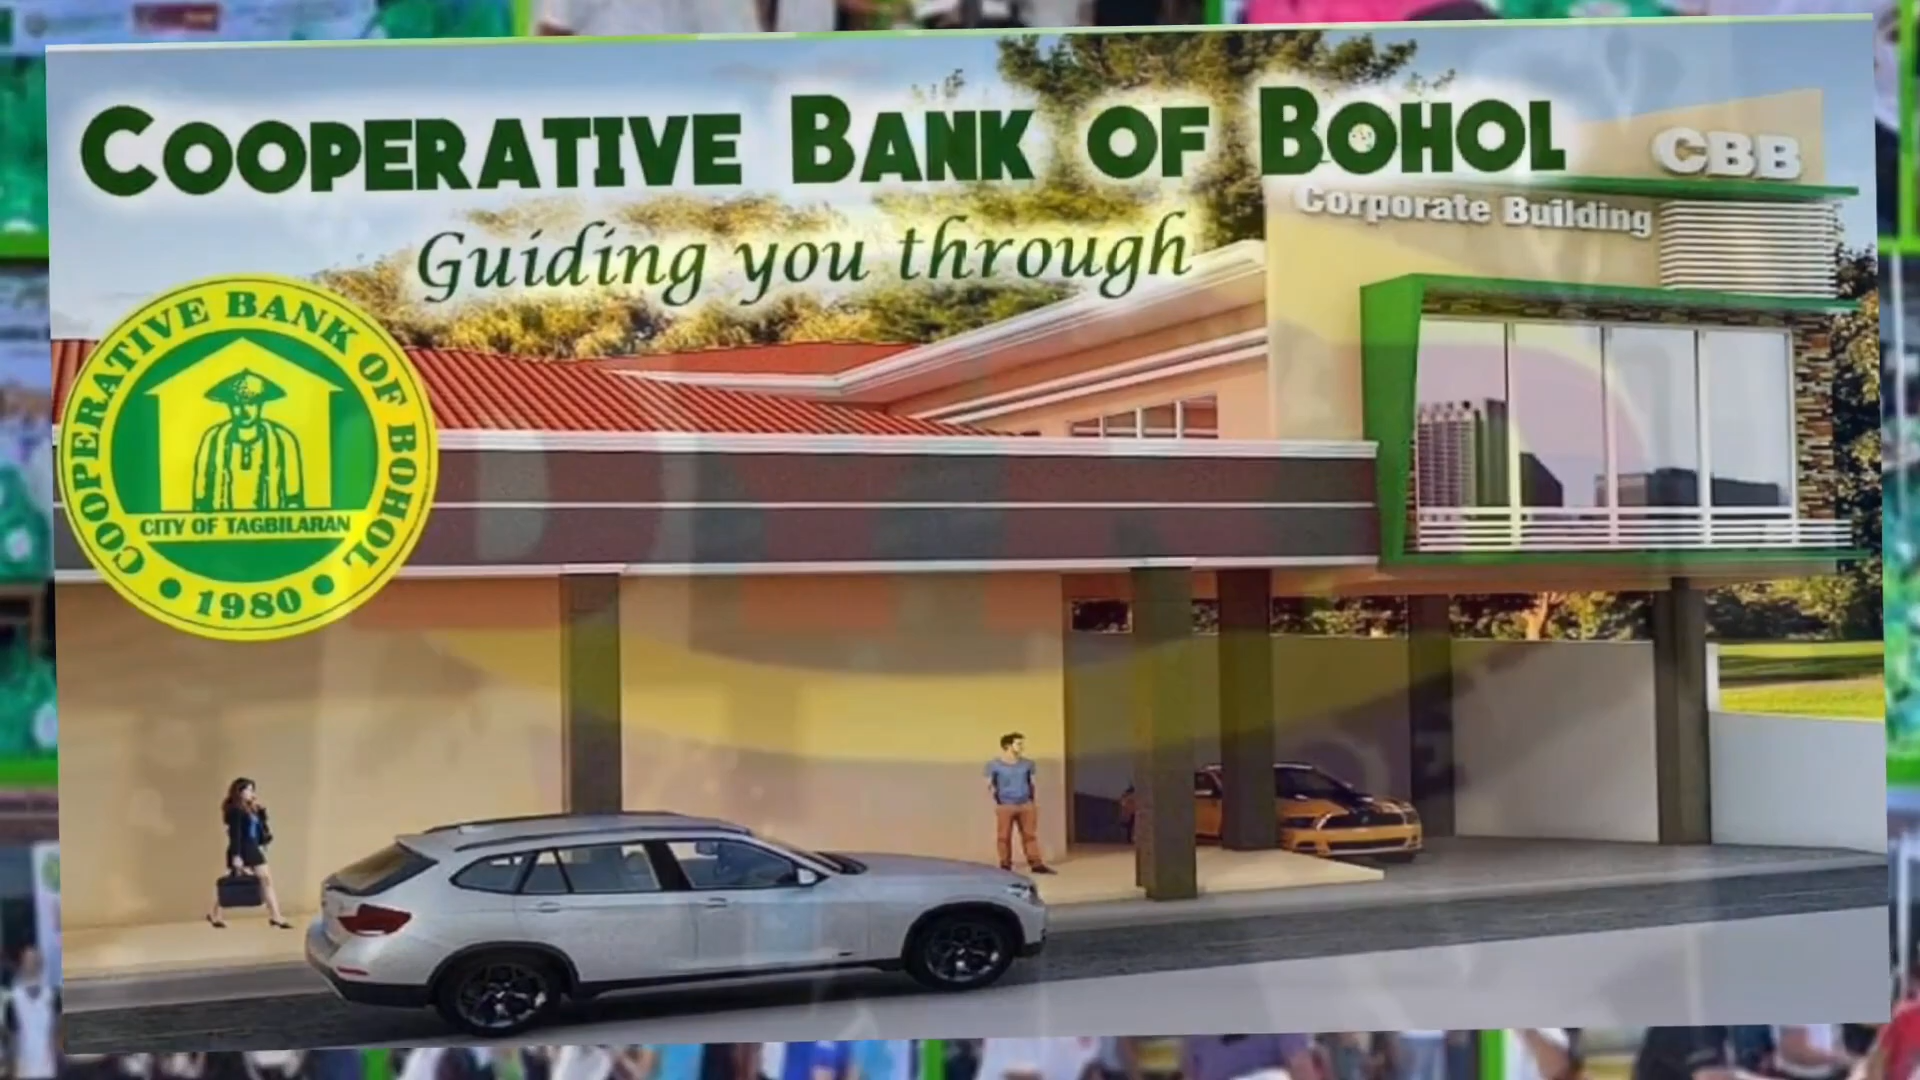 COOPERATIVE BANK OF BOHOL
Guiding you through
CBB
Corporate Building
COOPERATIVE BANK OF BOHOL
CITY OF TAGBILARAN
1980